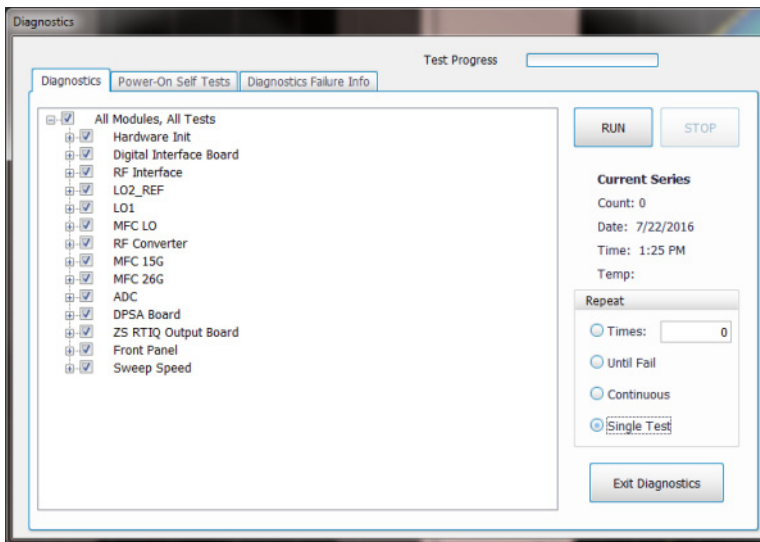 Diagnostics
Test Progress
Diagnostics Power-On Self Tests Diagnostics Failure Info
All Modules, All Tests
Hardware Init
Digital Interface Board
RF Interface
LO2_REF
LO1
MFC LO
RF Converter
MFC 15G
MFC 26G
ADC
DPSA Board
ZS RTIQ Output Board
Front Panel
Sweep Speed
RUN STOP
Current Series
Count: 0
Date: 7/22/2016
Time: 1:25 PM
Temp:
Repeat
Times: 0
Until Fail
Continuous
Single Test
Exit Diagnostics